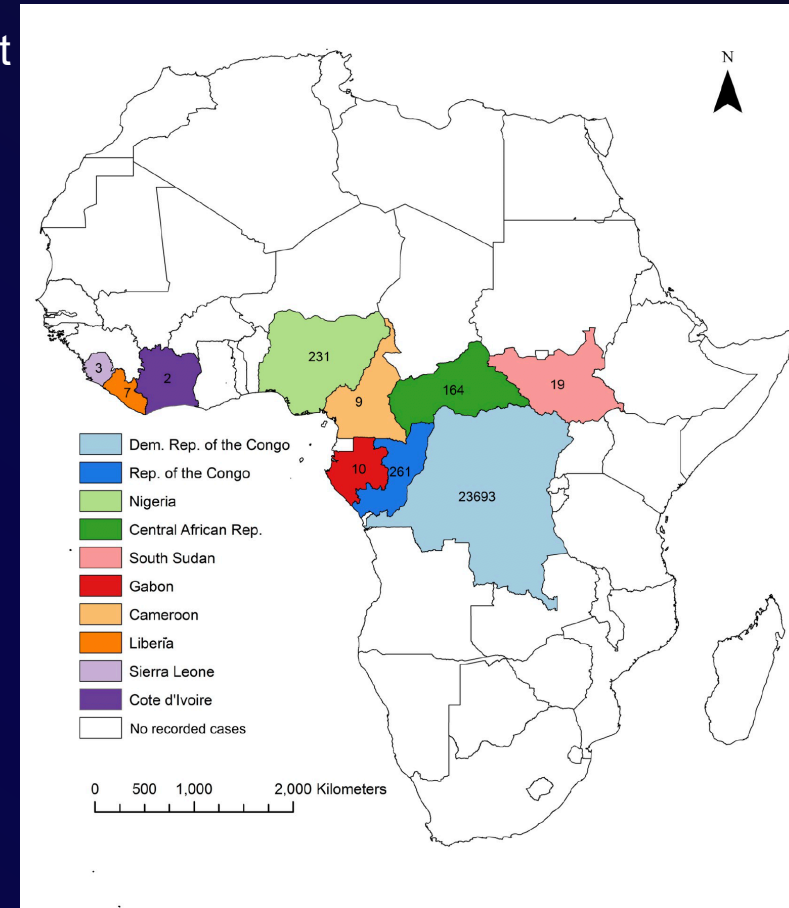 t
N
231
3
7
2
9
164
19
10
261
23693
Dem. Rep. of the Congo
Rep. of the Congo
Nigeria
Central African Rep.
South Sudan
Gabon
Cameroon
Liberia
Sierra Leone
Cote d'Ivoire
No recorded cases
0 500 1,000 2,000 Kilometers